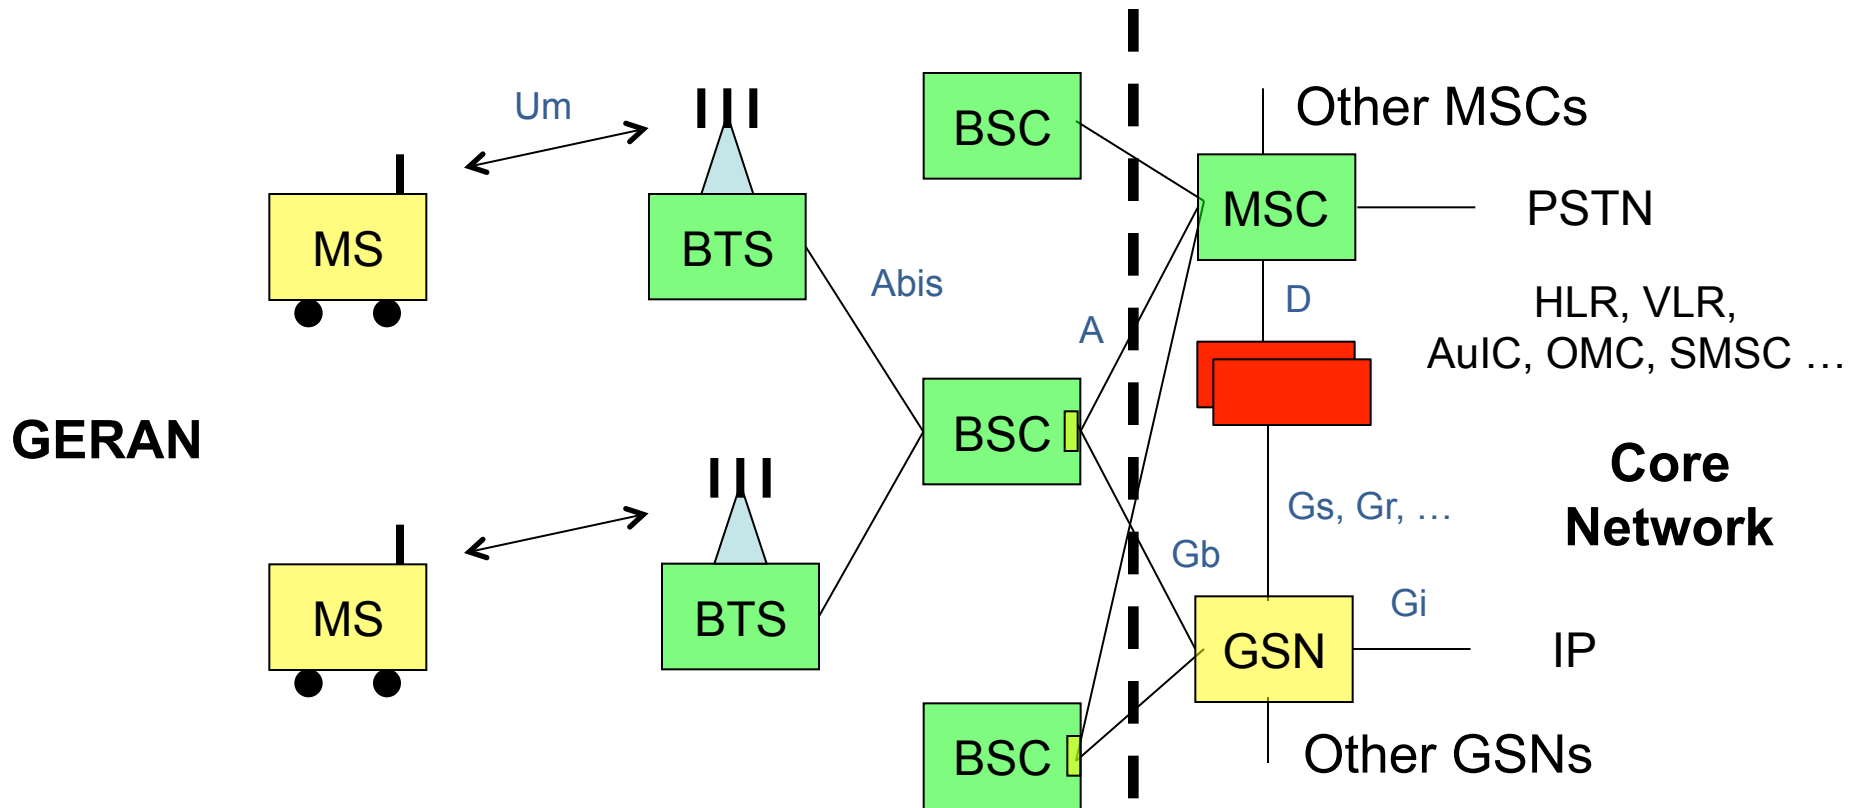 Um
BSC
Other MSCs
MS
BTS
MSC
PSTN
Abis
A
D
HLR, VLR,
AuIC, OMC, SMSC …
GERAN
BSC
Core
Network
Gs, Gr, …
Gb
MS
BTS
Gi
GSN
IP
BSC
Other GSNs